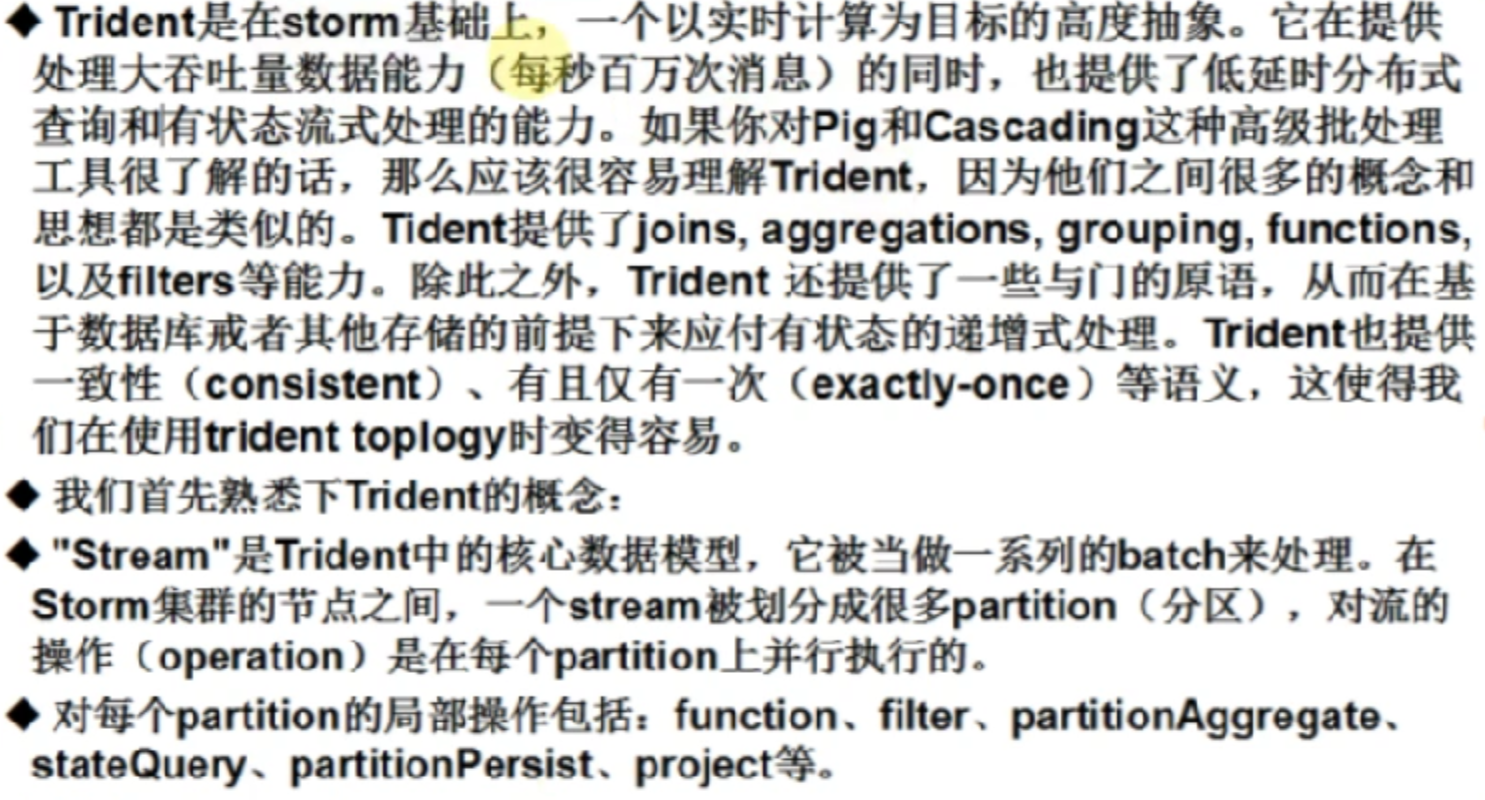 ◆ Trident是在storm基础上，一个以实时计算为目标的高度抽象。它在提供
处理大吞吐量数据能力（每秒百万次消息）的同时，也提供了低延时分布式
查询和有状态流式处理的能力。如果你对Pig和Cascading这种高级批处理
工具很了解的话，那么应该很容易理解Trident，因为他们之间很多的概念和
思想都是类似的。Tident提供了joins, aggregations, grouping, functions,
以及filters等能力。除此之外，Trident 还提供了一些与门的原语，从而在基
于数据库戒者其他存储的前提下来应付有状态的递增式处理。Trident也提供
一致性（consistent）、有且仅有一次（exactly-once）等语义，这使得我
们在使用trident toplogy时变得容易。
◆ 我们首先熟悉下Trident的概念：
◆ "Stream"是Trident中的核心数据模型，它被当做一系列的batch来处理。在
Storm集群的节点之间，一个stream被划分成很多partition（分区），对流的
操作（operation）是在每个partition上并行执行的。
◆ 对每个partition的局部操作包括：function、filter、partitionAggregate、
stateQuery、partitionPersist、project等。